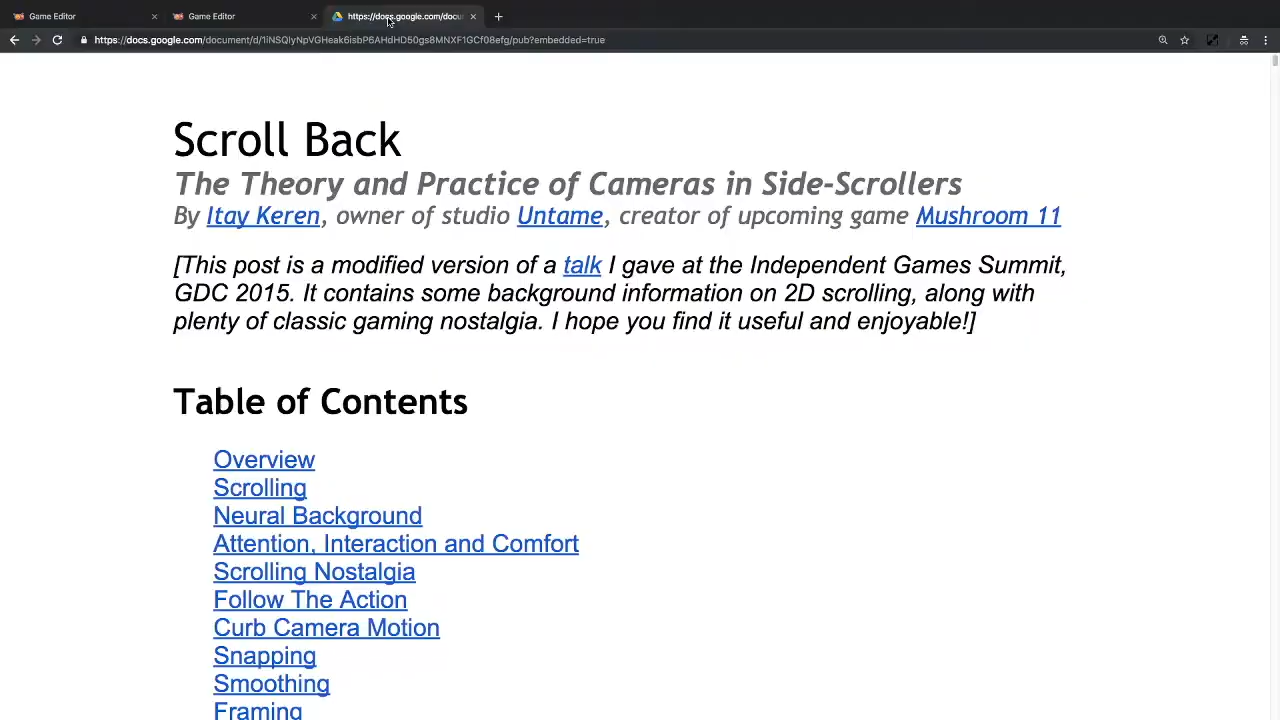 Game Editor
Game Editor
https://docs.google.com/docu
https://docs.google.com/document/d/1iNSQIyNpVGHeak6isbP6AHdHD50gs8MNXF1GCf08efg/pub?embedded=true
Scroll Back
The Theory and Practice of Cameras in Side-Scrollers
By Itay Keren, owner of studio Untame, creator of upcoming game Mushroom 11
[This post is a modified version of a talk I gave at the Independent Games Summit,
GDC 2015. It contains some background information on 2D scrolling, along with
plenty of classic gaming nostalgia. I hope you find it useful and enjoyable!]
Table of Contents
Overview
Scrolling
Neural Background
Attention, Interaction and Comfort
Scrolling Nostalgia
Follow The Action
Curb Camera Motion
Snapping
Smoothing
Framing